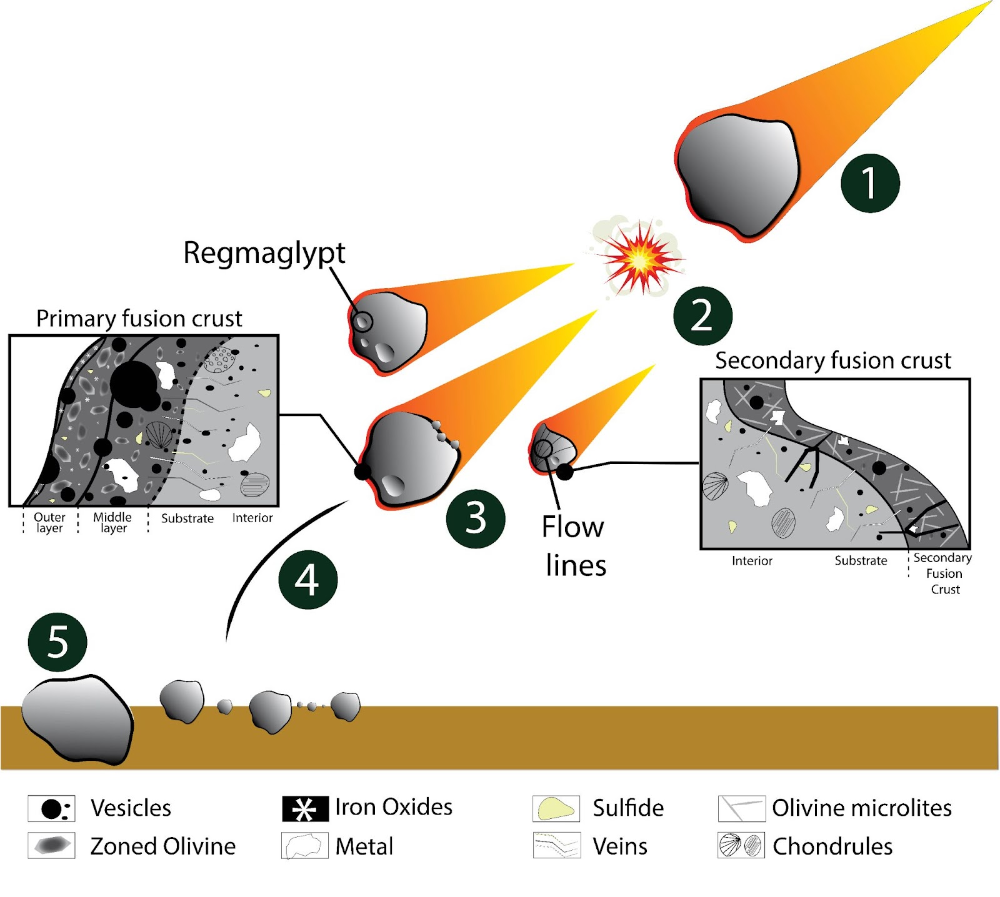 1
2
Regmaglypt
Primary fusion crust
Secondary fusion crust
Outer
layer
Middle
layer
Substrate
Interior
3
Flow
lines
Interior
Substrate
Secondary
Fusion
Crust
4
5
Vesicles
Iron Oxides
Sulfide
Olivine microlites
Zoned Olivine
Metal
Veins
Chondrules